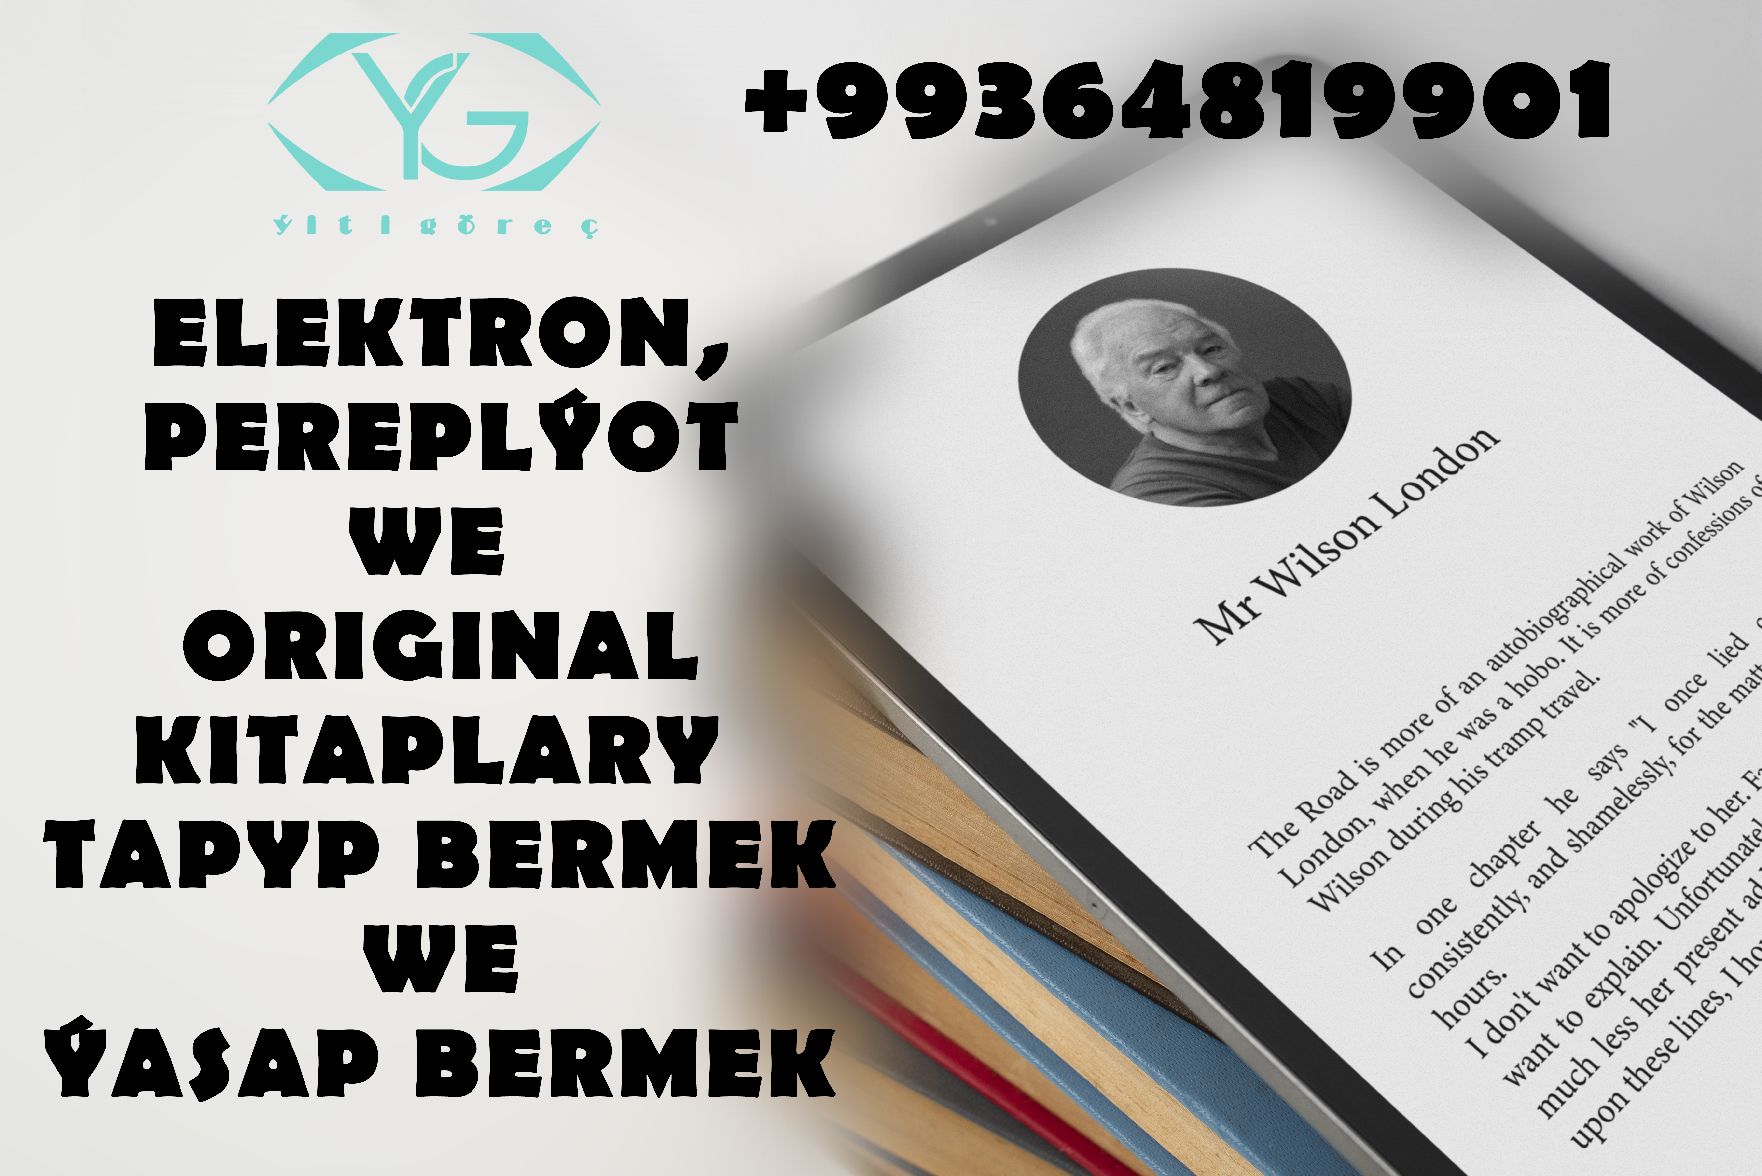 YG
ýitigöreç
+99364819901
ELEKTRON,
PEREPLÝOT
WE
ORIGINAL
KITAPLARY
TAPYP BERMEK
WE
ÝASAP BERMEK
Mr Wilson London
The Road is more of an autobiographical work of Wilson
London, when he was a hobo. It is more of confessions of
Wilson during his tramp travel.
In one chapter he says "I once lied
consistently, and shamelessly, for the
hours.
I don't want to apologize to her.
want to explain.
much less her present
upon these lines, I